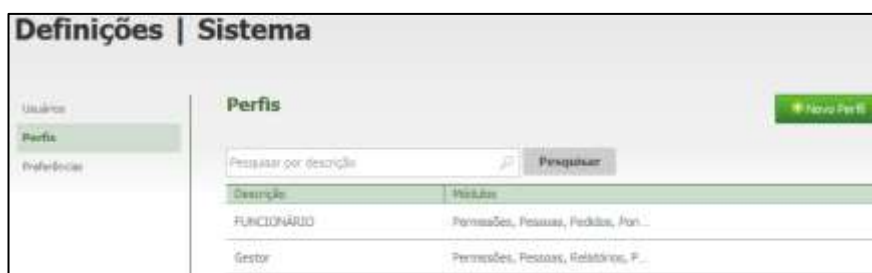 Definições | Sistema
Usuários
Perfis
Preferências
Perfis
Novo Perfil
Pesquisar por descrição
Pesquisar
Descrição
Módulos
FUNCIONÁRIO
Permissões, Pessoas, Pedidos, Pon...
Gestor
Permissões, Pessoas, Relatórios, P...